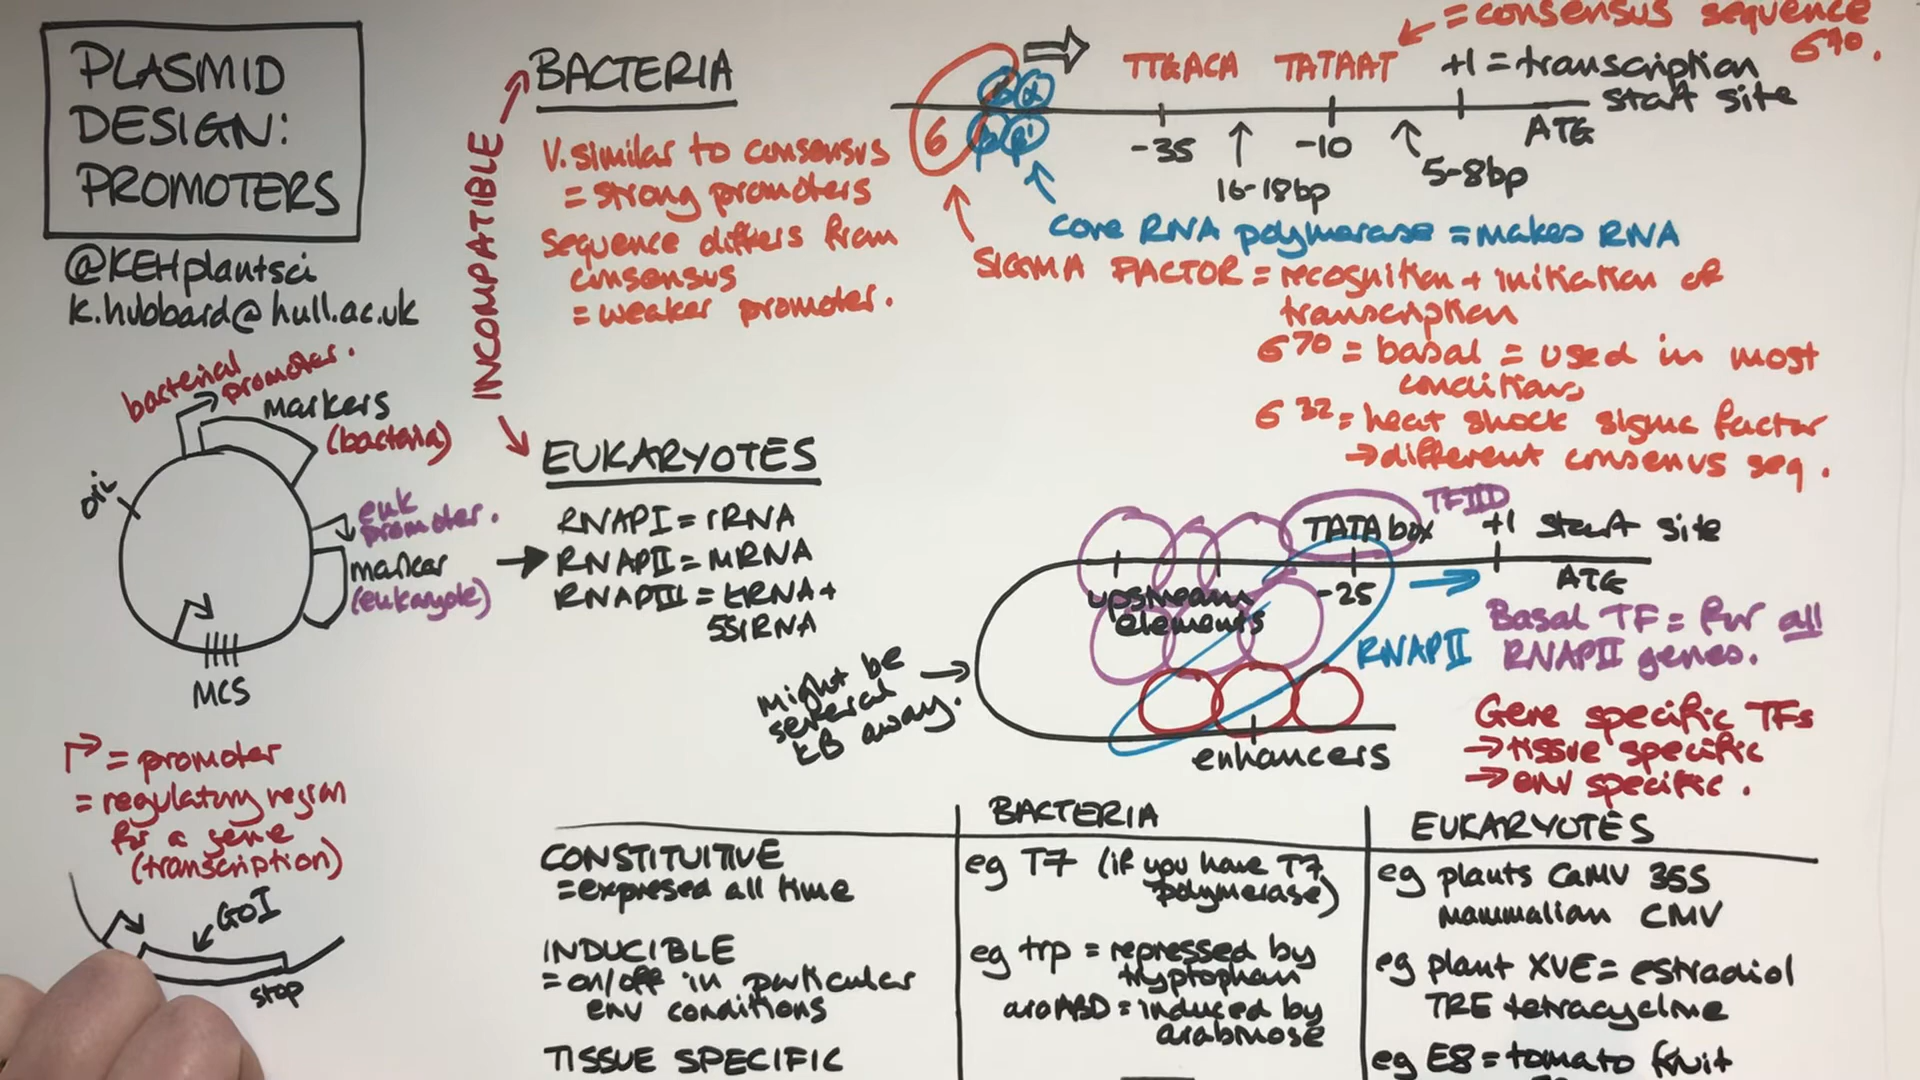 PLASMID
DESIGN:
PROMOTERS
@KEHplantsci
k.hubbard@hull.ac.uk
bacterial
promoter.
markers
(bacteria)
ori
euk
promoter.
marker
(eukaryote)
MCS
= promoter
= regulatory region
for a gene
(transcription)
GOI
stop
INCOMPATIBLE
BACTERIA
V. similar to consensus
= strong promoters
sequence differs from
consensus
= weaker promoter.
= consensus sequence
σ70.
TTGACA TATAAT
+1 = transcription
start site
-35
-10
ATG
16-18bp
5-8bp
σ
α α
β β'
core RNA polymerase = makes RNA
SIGMA FACTOR = recognition + initiation of
transcription
σ70 = basal = used in most
conditions
σ32 = heat shock sigma factor
→ different consensus seq.
EUKARYOTES
RNAPI = rRNA
RNAPII = mRNA
RNAPIII = tRNA +
5SrRNA
TFIID
TATA box
+1 start site
upstream
elements
-25
ATG
RNAPII
Basal TF = for all
RNAPII genes.
might be
several
kB away.
enhancers
Gene specific TFs
→ tissue specific
→ env specific.
BACTERIA
EUKARYOTES
CONSTITUITIVE
= expresed all time
eg T7 (if you have T7
polymerase)
eg plants CaMV 35S
mammalian CMV
INDUCIBLE
= on/off in particular
env conditions
eg trp = repressed by
tryptophan
araABD = induced by
arabinose
eg plant XVE = estradiol
TRE tetracycline
TISSUE SPECIFIC
eg E8 = tomato fruit